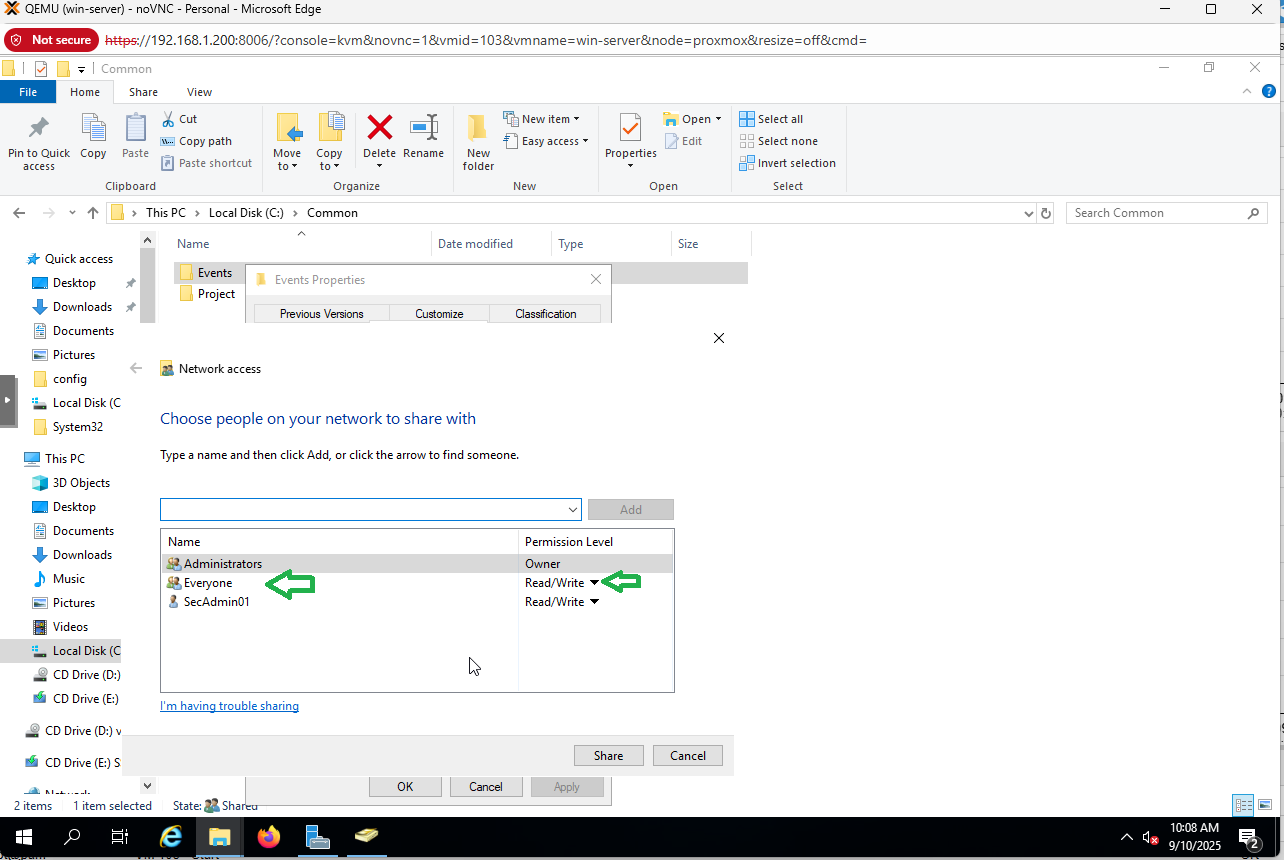 QEMU (win-server) - noVNC - Personal - Microsoft Edge
Not secure https://192.168.1.200:8006/?console=kvm&novnc=1&vmid=103&vmname=win-server&node=proxmox&resize=off&cmd=
Common
File Home Share View
Pin to Quick access
Copy
Paste
Cut
Copy path
Paste shortcut
Clipboard
Move to
Copy to
Delete
Rename
Organize
New folder
New item
Easy access
New
Properties
Open
Edit
Open
Select all
Select none
Invert selection
Select
This PC > Local Disk (C:) > Common
Search Common
Name Date modified Type Size
Quick access
Desktop
Downloads
Documents
Pictures
config
Local Disk (C
System32
This PC
3D Objects
Desktop
Documents
Downloads
Music
Pictures
Videos
Local Disk (C
CD Drive (D:)
CD Drive (E:)
CD Drive (D:) v
CD Drive (E:) S
Network
Events
Project
Events Properties
Previous Versions Customize Classification
Network access
Choose people on your network to share with
Type a name and then click Add, or click the arrow to find someone.
Add
Name Permission Level
Administrators Owner
Everyone Read/Write
SecAdmin01 Read/Write
I'm having trouble sharing
Share Cancel
OK Cancel Apply
2 items 1 item selected State: Shared
10:08 AM
9/10/2025
2